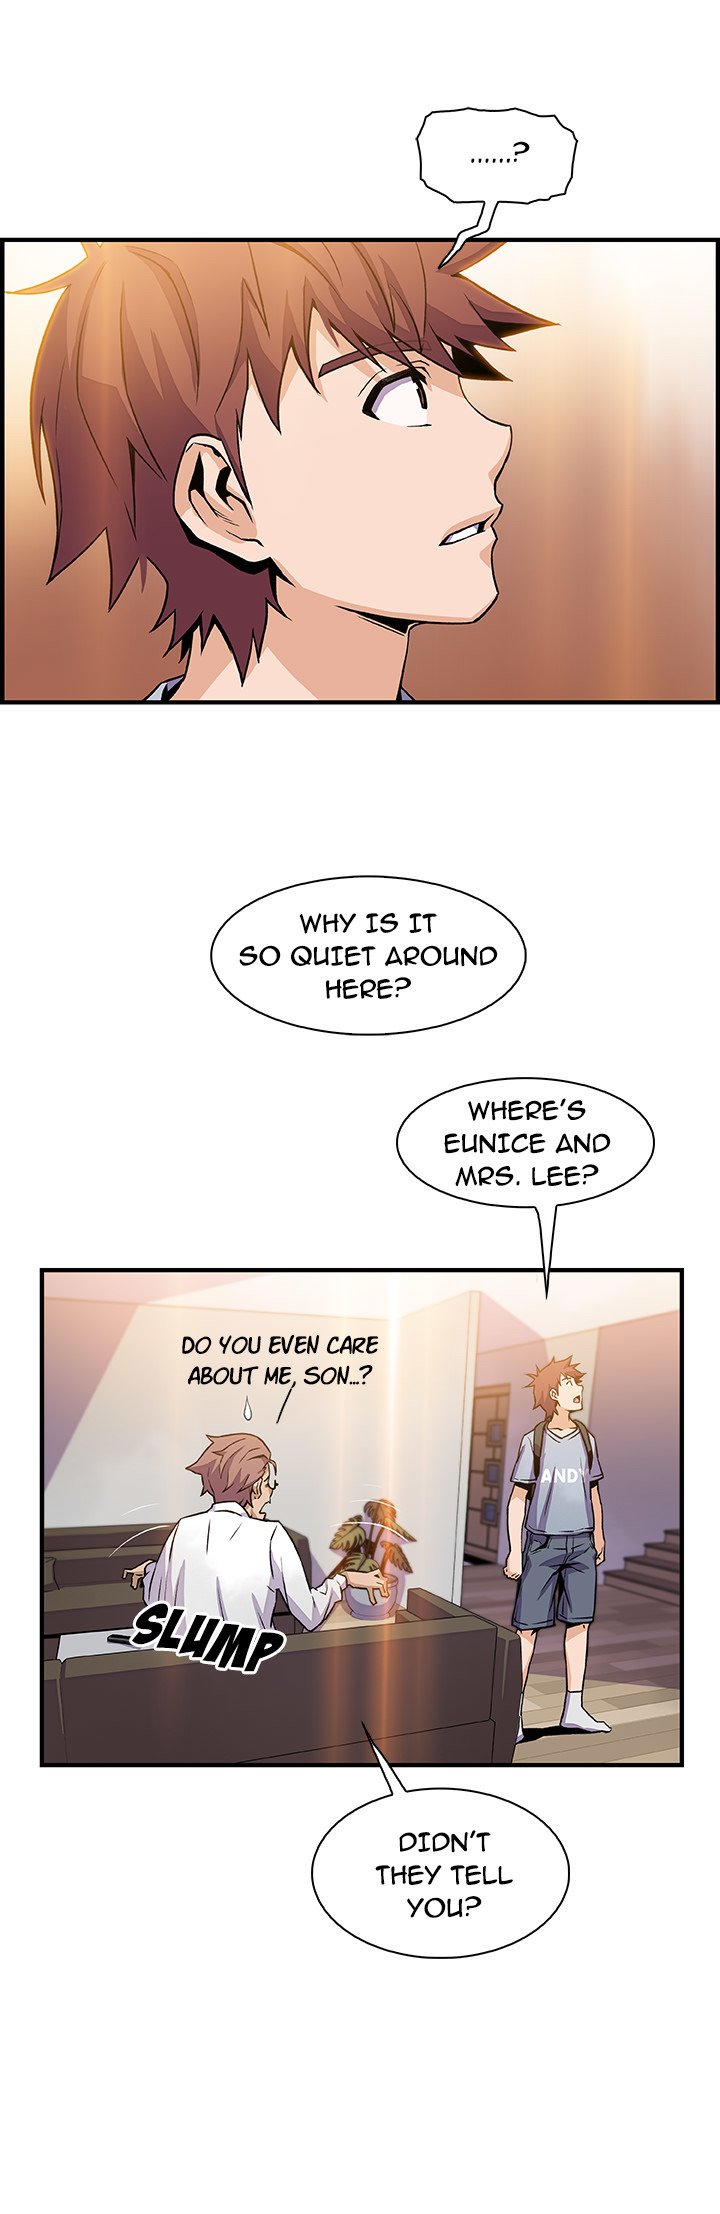 ......?
WHY IS IT
SO QUIET AROUND
HERE?
WHERE'S
EUNICE AND
MRS. LEE?
DO YOU EVEN CARE
ABOUT ME, SON...?
ANDY
SLUMP
DIDN'T
THEY TELL
YOU?